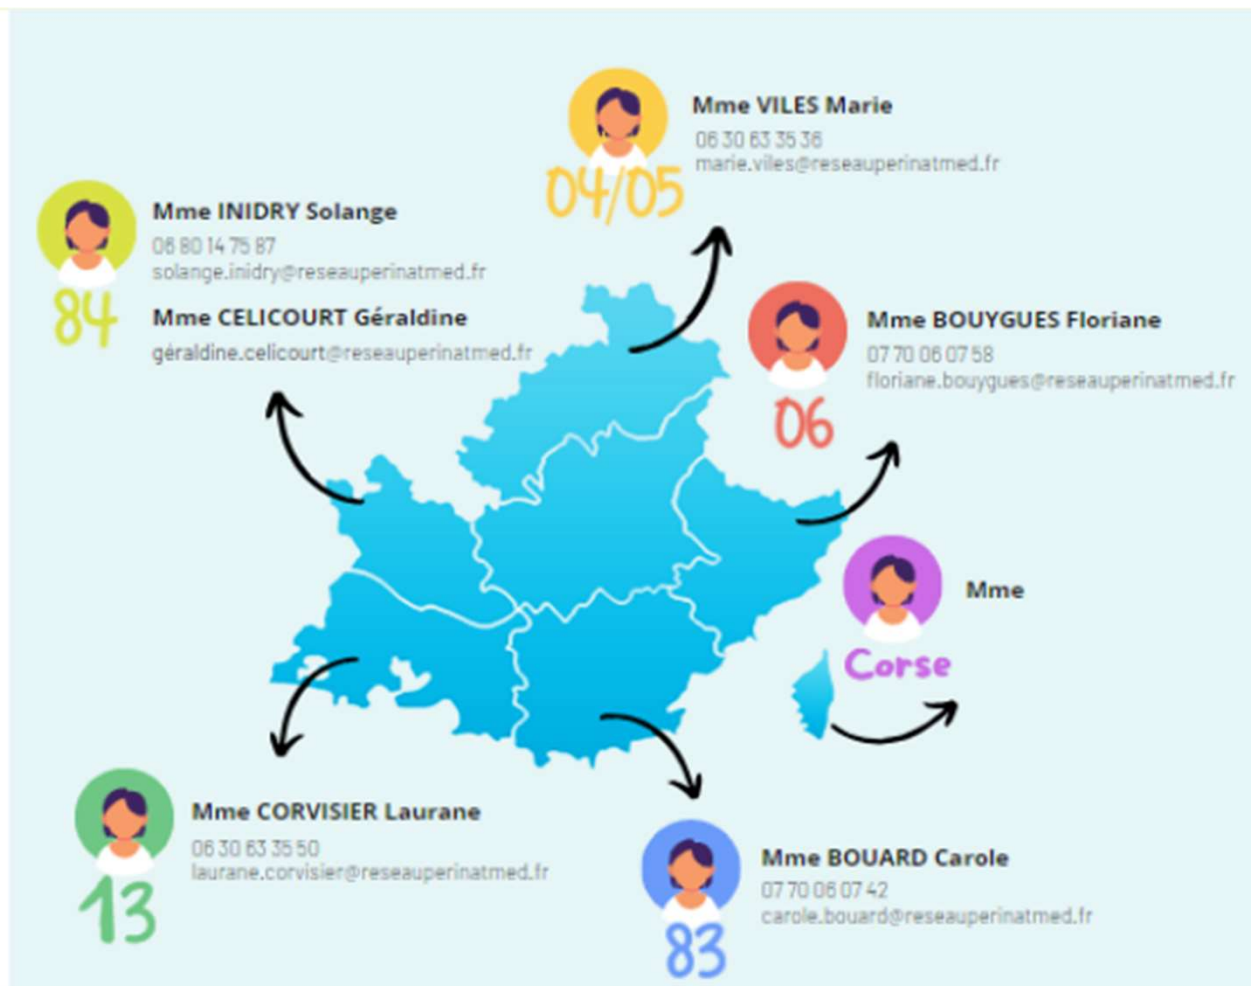 Mme VILES Marie
06 30 63 35 36
marie.viles@reseauperinatmed.fr
04/05
Mme INIDRY Solange
06 80 14 75 87
solange.inidry@reseauperinatmed.fr
84
Mme CELICOURT Géraldine
géraldine.celicourt@reseauperinatmed.fr
Mme BOUYGUES Floriane
07 70 06 07 58
floriane.bouygues@reseauperinatmed.fr
06
Mme
Corse
Mme CORVISIER Laurane
06 30 63 35 50
laurane.corvisier@reseauperinatmed.fr
13
Mme BOUARD Carole
07 70 06 07 42
carole.bouard@reseauperinatmed.fr
83